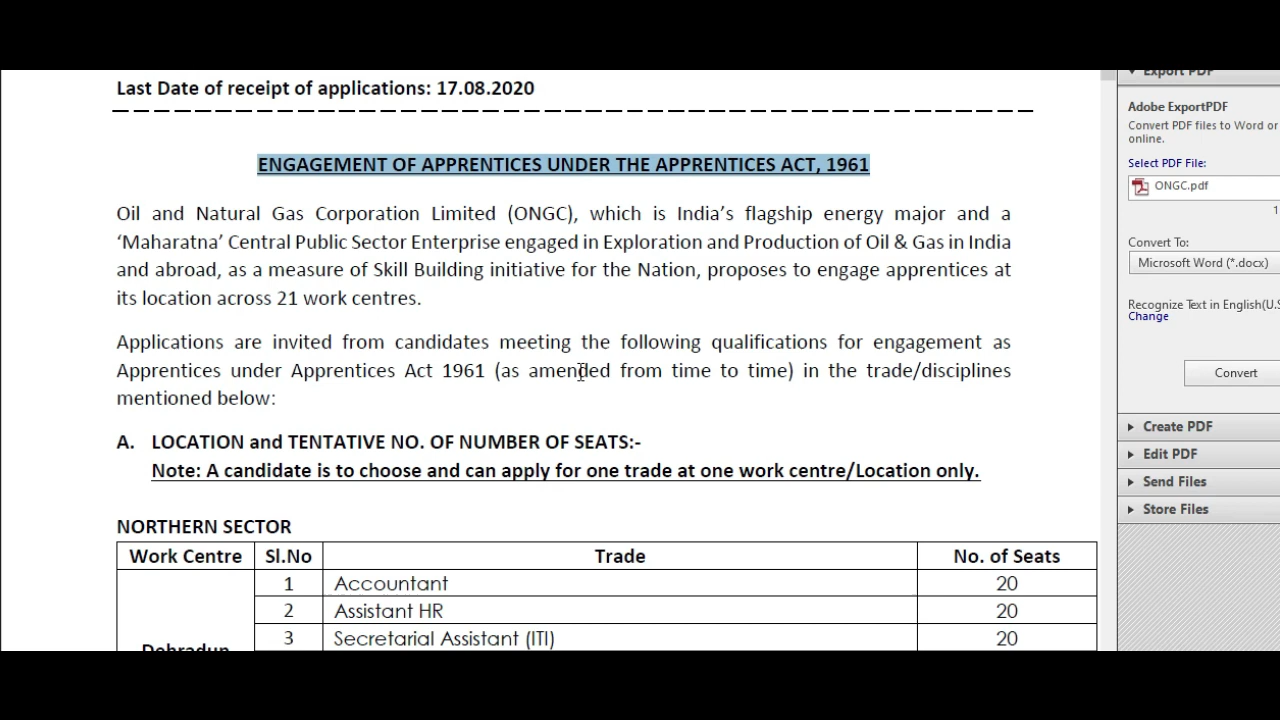 Last Date of receipt of applications: 17.08.2020
ENGAGEMENT OF APPRENTICES UNDER THE APPRENTICES ACT, 1961
Oil and Natural Gas Corporation Limited (ONGC), which is India's flagship energy major and a
'Maharatna' Central Public Sector Enterprise engaged in Exploration and Production of Oil & Gas in India
and abroad, as a measure of Skill Building initiative for the Nation, proposes to engage apprentices at
its location across 21 work centres.
Applications are invited from candidates meeting the following qualifications for engagement as
Apprentices under Apprentices Act 1961 (as amended from time to time) in the trade/disciplines
mentioned below:
A. LOCATION and TENTATIVE NO. OF NUMBER OF SEATS:-
Note: A candidate is to choose and can apply for one trade at one work centre/Location only.
NORTHERN SECTOR
Work Centre Sl.No Trade No. of Seats
1 Accountant 20
2 Assistant HR 20
3 Secretarial Assistant (ITI) 20
Dehradun
Export PDF
Adobe ExportPDF
Convert PDF files to Word or
online.
Select PDF File:
ONGC.pdf
1
Convert To:
Microsoft Word (*.docx)
Recognize Text in English(U.S
Change
Convert
Create PDF
Edit PDF
Send Files
Store Files